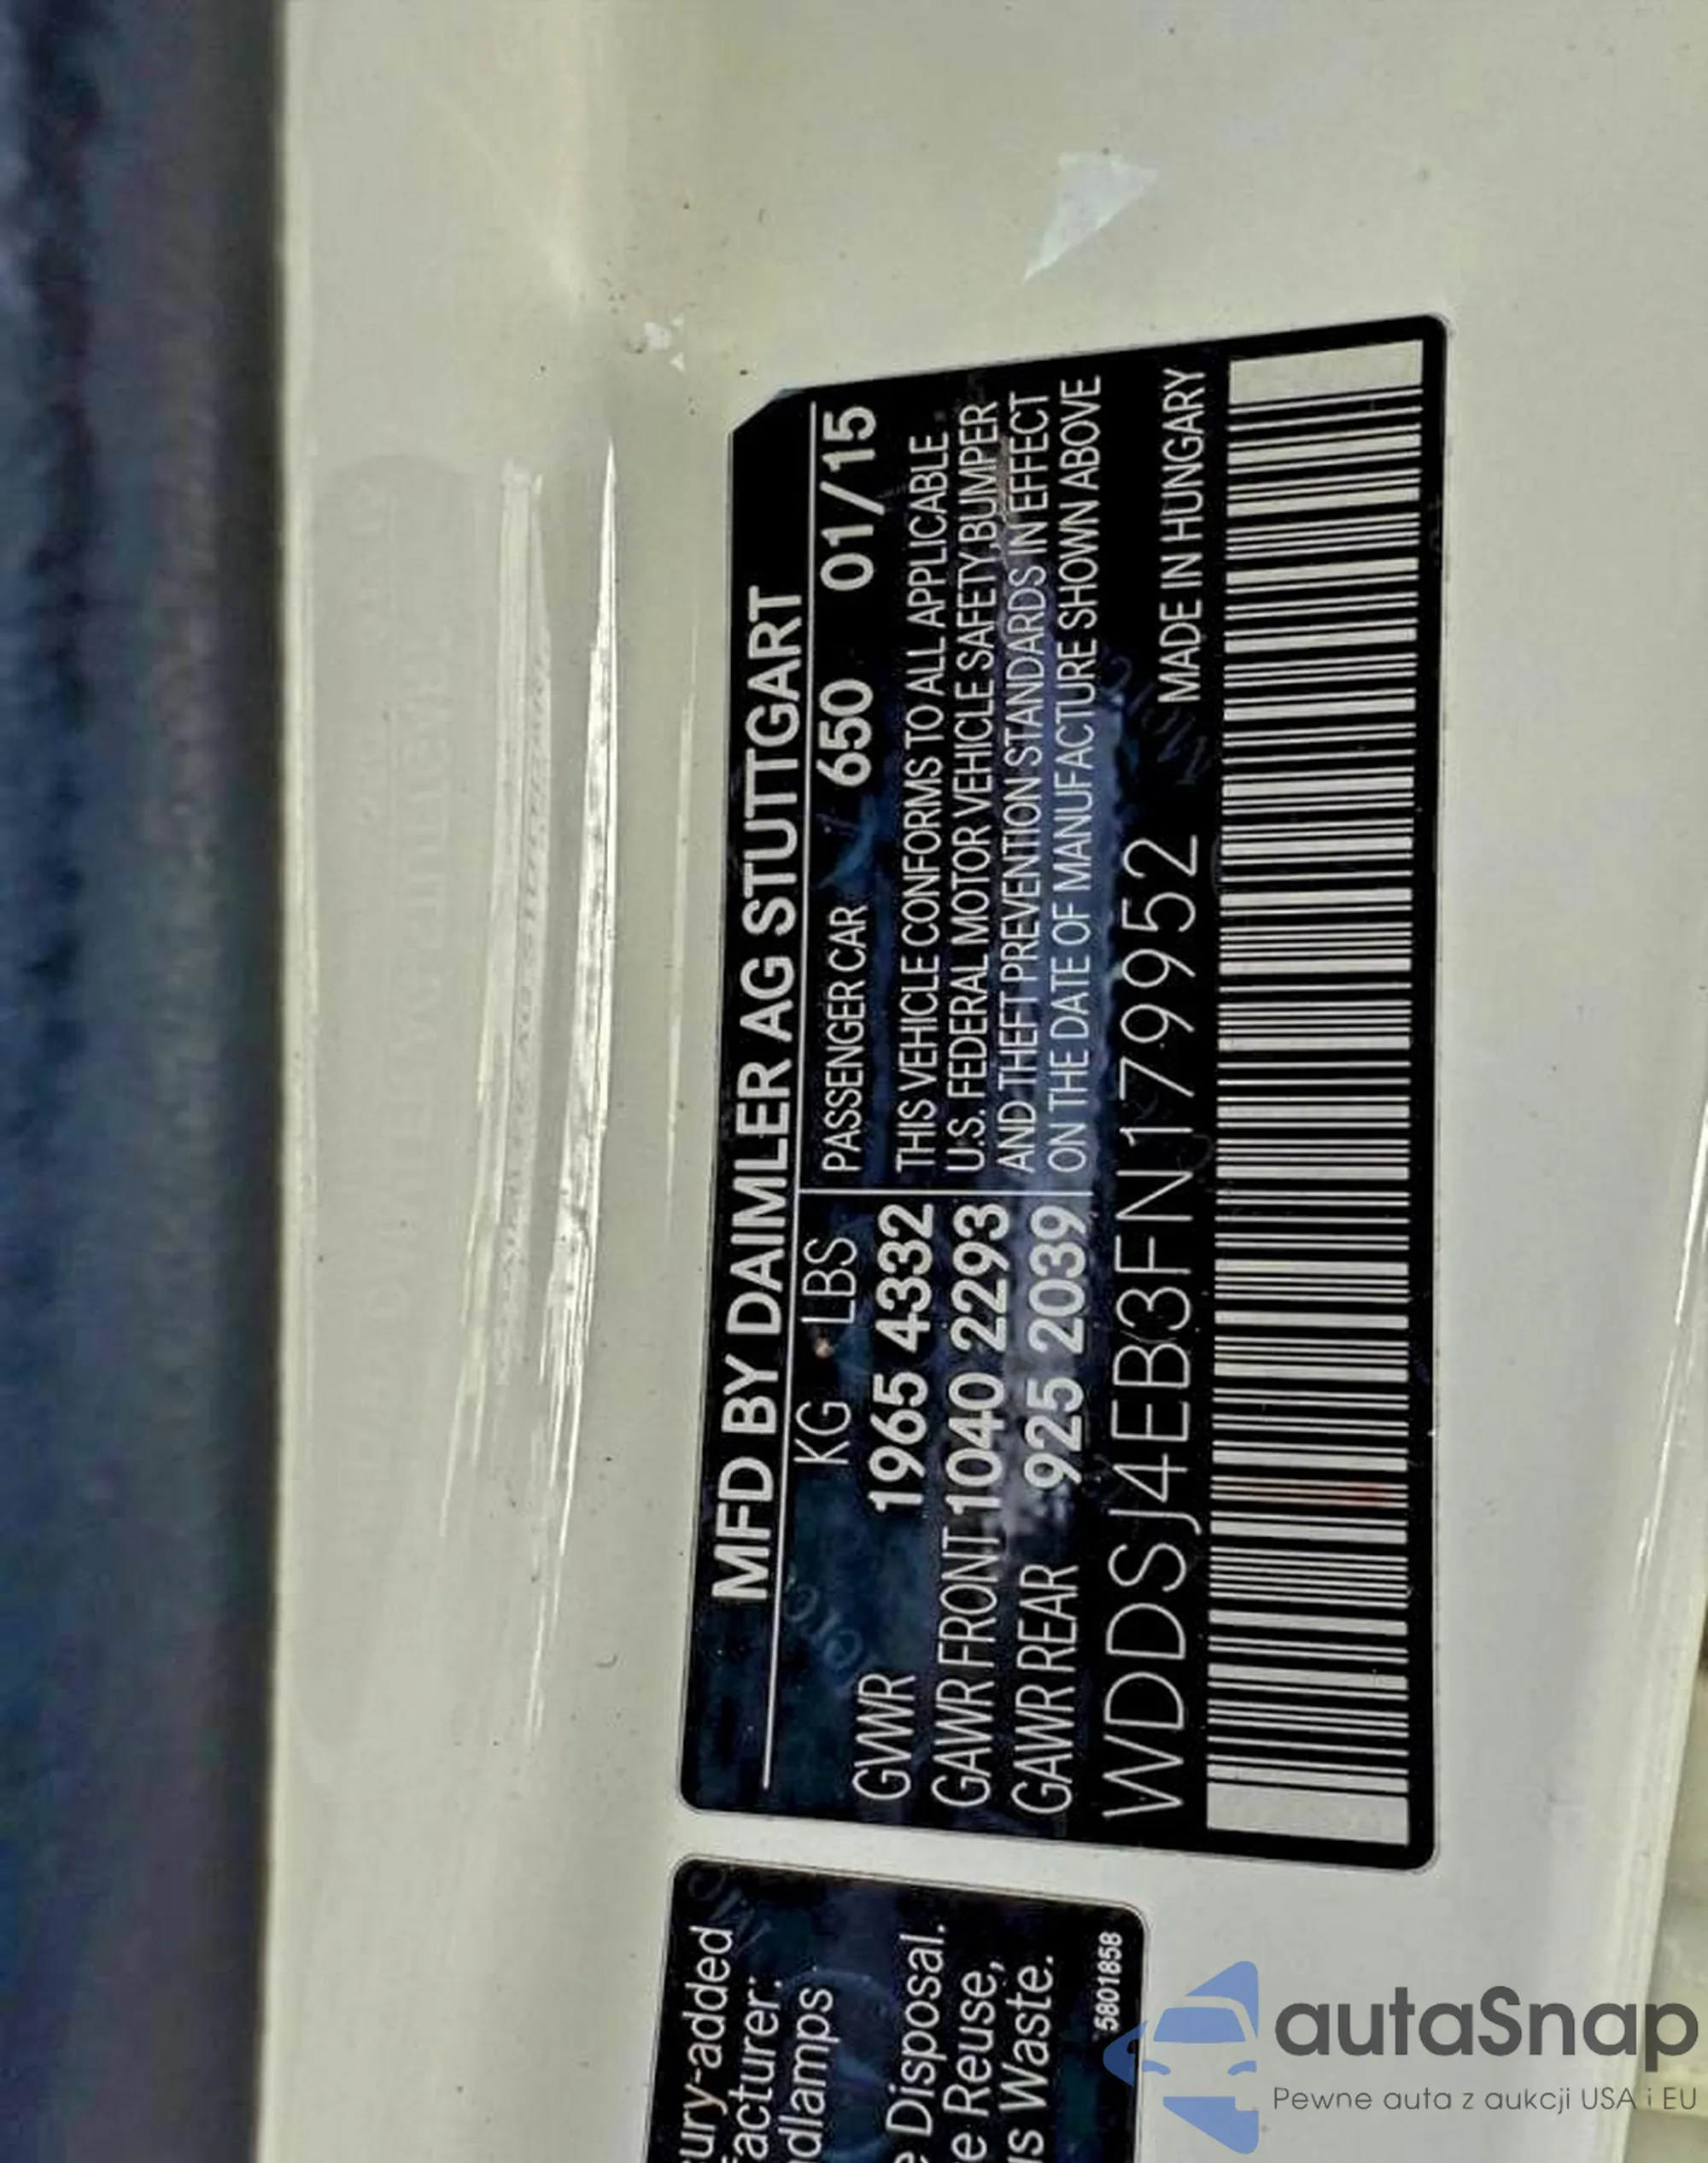 MFD BY DAIMLER AG STUTTGART
KG LBS
GWWR 1965 4332
GAWR FRONT 1040 2293
GAWR REAR 925 2039
PASSENGER CAR 650 01/15
THIS VEHICLE CONFORMS TO ALL APPLICABLE
U.S. FEDERAL MOTOR VEHICLE SAFETY,BUMPER
AND THEFT PREVENTION STANDARDS IN EFFECT
ON THE DATE OF MANUFACTURE SHOWN ABOVE
WDDSJ4EB3FN179952 MADE IN HUNGARY
ury-added
facturer:
ndlamps
e Disposal.
e Reuse,
us Waste.
5801858
autaSnap
Pewne auta z aukcji USA i EU